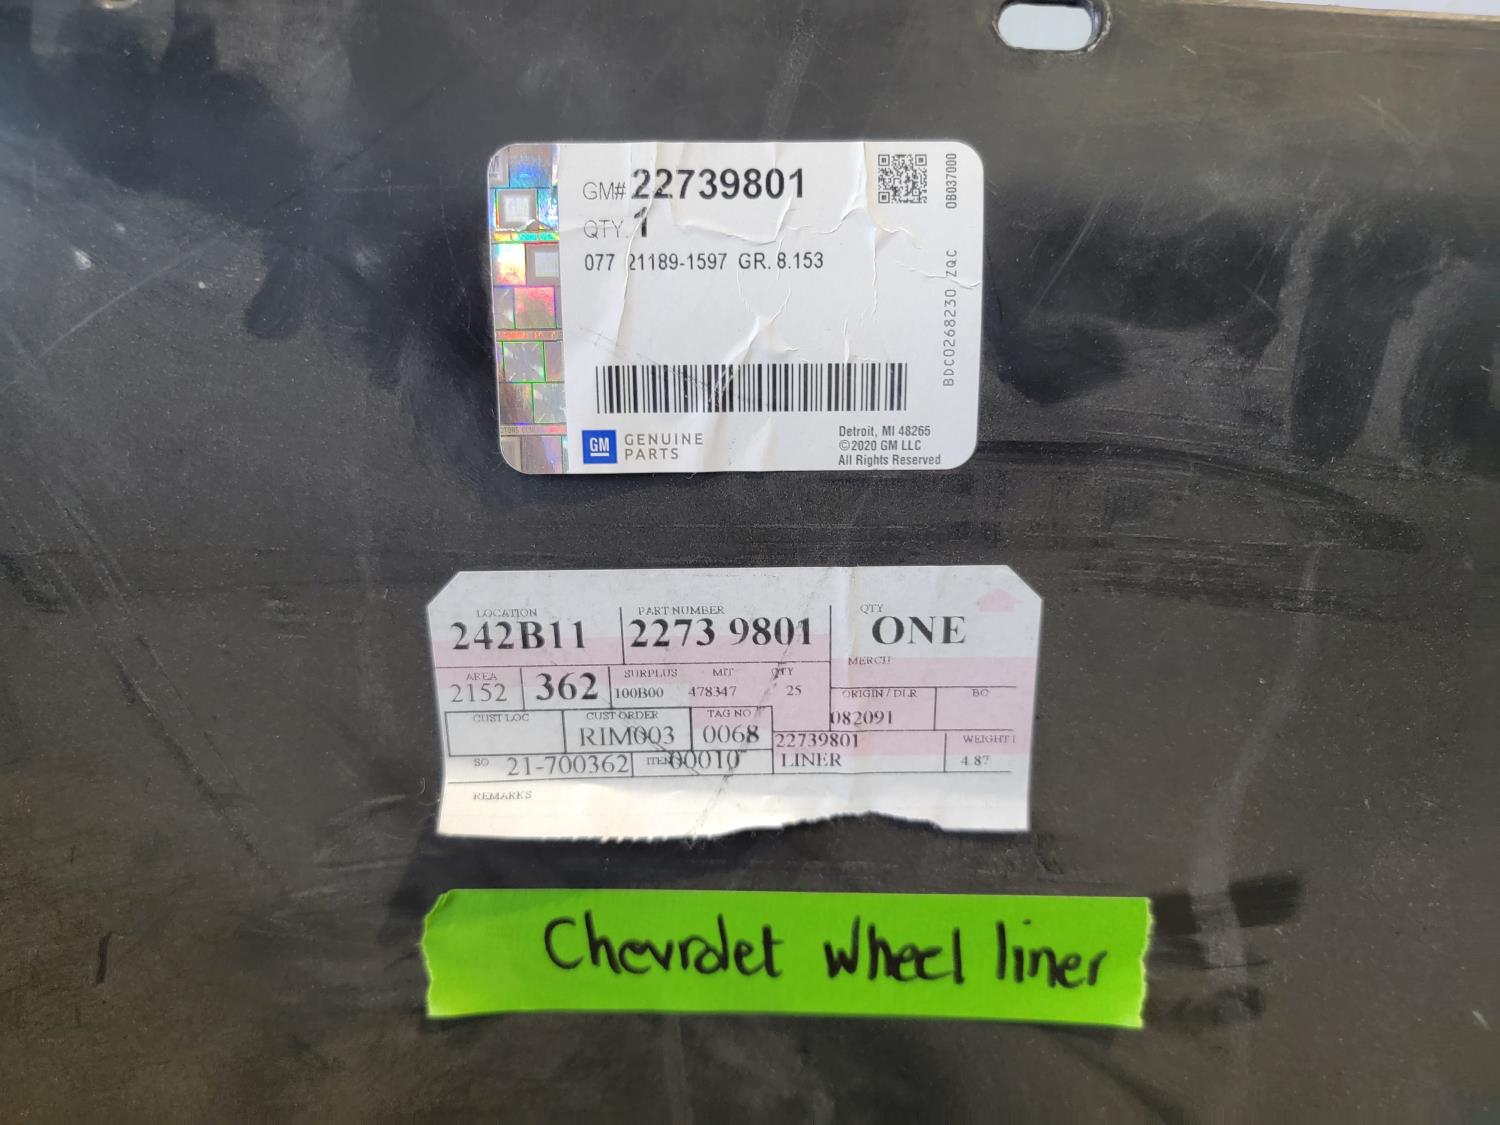 GM# 22739801
QTY. 1
077 21189-1597 GR. 8.153
0B037000
BDC0268230 ZQC
GM GENUINE PARTS
Detroit, MI 48265
©2020 GM LLC
All Rights Reserved
LOCATION PART NUMBER QTY
242B11 2273 9801 ONE
MERCH
AREA SURPLUS MIT QTY
2152 362 100B00 478347 25
ORIGIN / DLR BO
082091
CUST LOC CUST ORDER TAG NO
RIM003 0068
22739801 WEIGHT
SO 21-700362 ITEM 00010 LINER 4.87
REMARKS
Chevrolet wheel liner